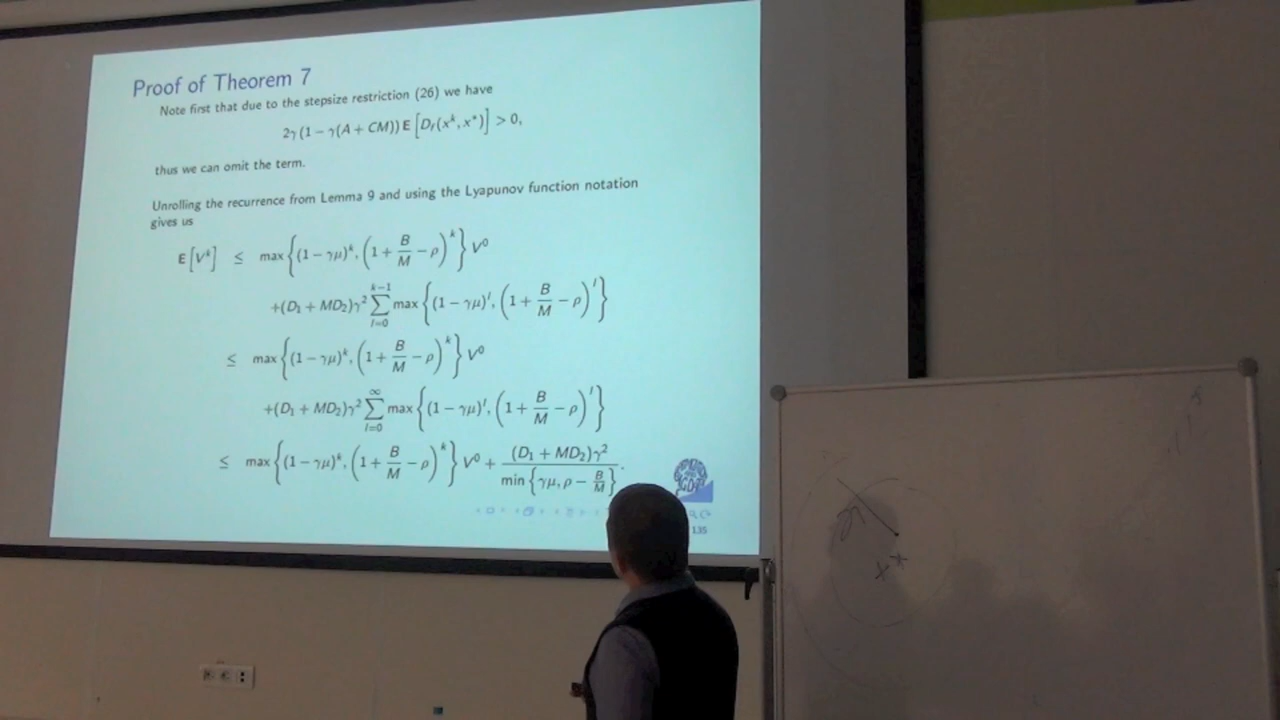 Proof of Theorem 7
Note first that due to the stepsize restriction (26) we have
2γ (1 − γ(A + CM)) E [D_f(x^k, x^*)] > 0,
thus we can omit the term.
Unrolling the recurrence from Lemma 9 and using the Lyapunov function notation
gives us
E [V^k] ≤ max {(1 − γμ)^k, (1 + B/M − ρ)^k} V^0
+(D_1 + MD_2)γ^2 ∑_{l=0}^{k−1} max {(1 − γμ)^l, (1 + B/M − ρ)^l}
≤ max {(1 − γμ)^k, (1 + B/M − ρ)^k} V^0
+(D_1 + MD_2)γ^2 ∑_{l=0}^{∞} max {(1 − γμ)^l, (1 + B/M − ρ)^l}
≤ max {(1 − γμ)^k, (1 + B/M − ρ)^k} V^0 + (D_1 + MD_2)γ^2 / min {γμ, ρ − B/M}.
135
x*